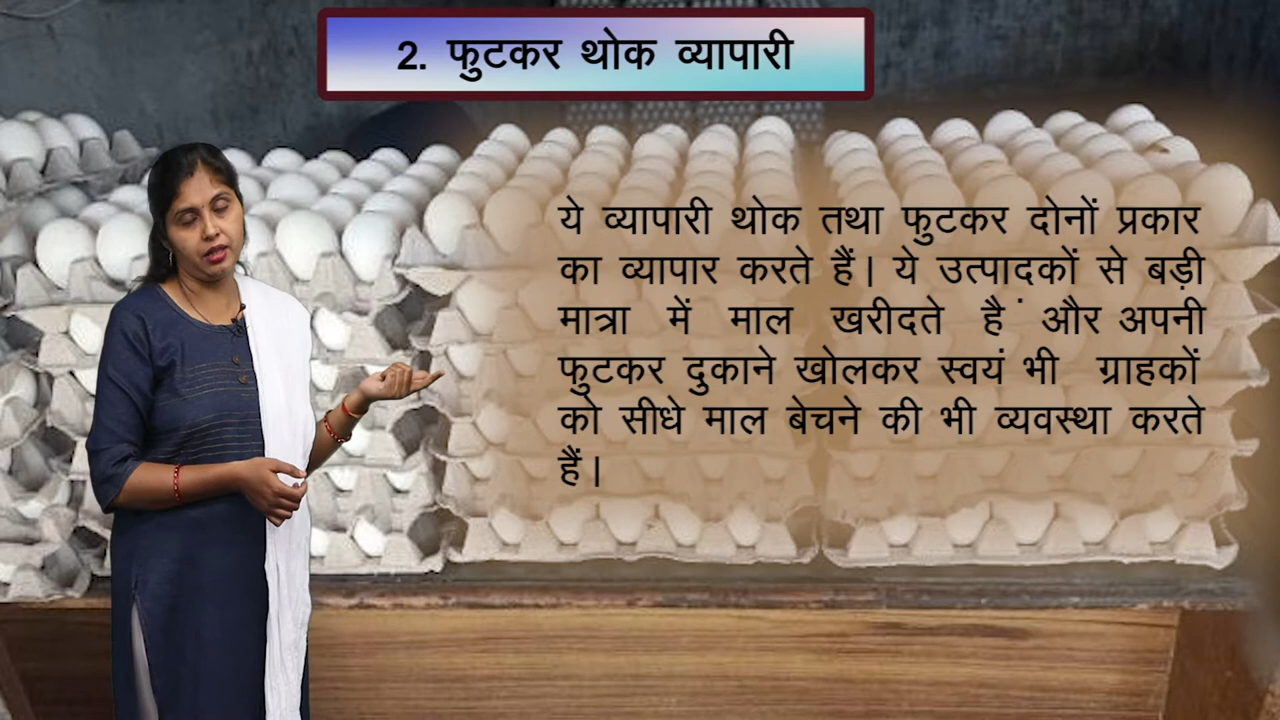 2. फुटकर थोक व्यापारी
ये व्यापारी थोक तथा फुटकर दोनों प्रकार
का व्यापार करते हैं। ये उत्पादकों से बड़ी
मात्रा में माल खरीदते है ं और अपनी
फुटकर दुकाने खोलकर स्वयं भी ग्राहकों
को सीधे माल बेचने की भी व्यवस्था करते
हैं।